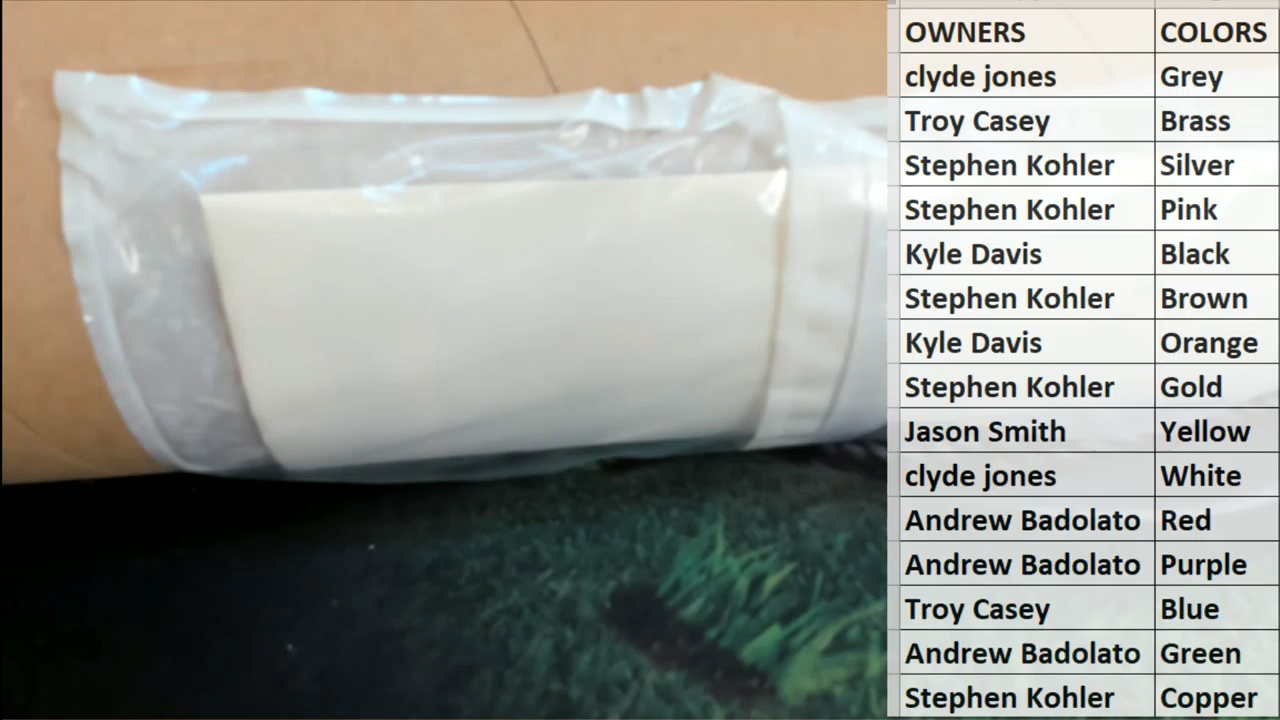 OWNERS COLORS
clyde jones Grey
Troy Casey Brass
Stephen Kohler Silver
Stephen Kohler Pink
Kyle Davis Black
Stephen Kohler Brown
Kyle Davis Orange
Stephen Kohler Gold
Jason Smith Yellow
clyde jones White
Andrew Badolato Red
Andrew Badolato Purple
Troy Casey Blue
Andrew Badolato Green
Stephen Kohler Copper